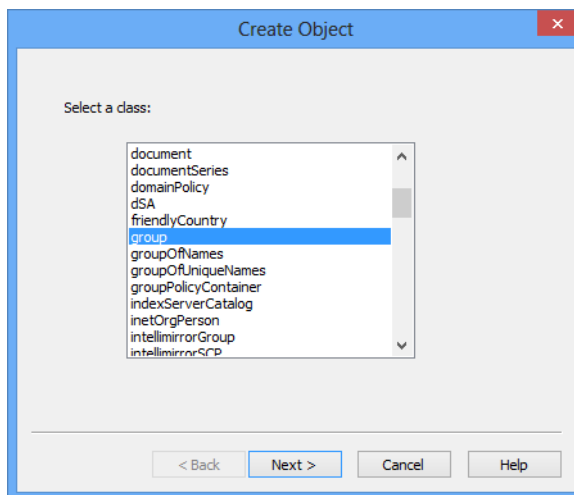 Create Object
Select a class:
document
documentSeries
domainPolicy
dSA
friendlyCountry
group
groupOfNames
groupOfUniqueNames
groupPolicyContainer
indexServerCatalog
inetOrgPerson
intellimirrorGroup
intellimirrorSCP
< Back Next > Cancel Help